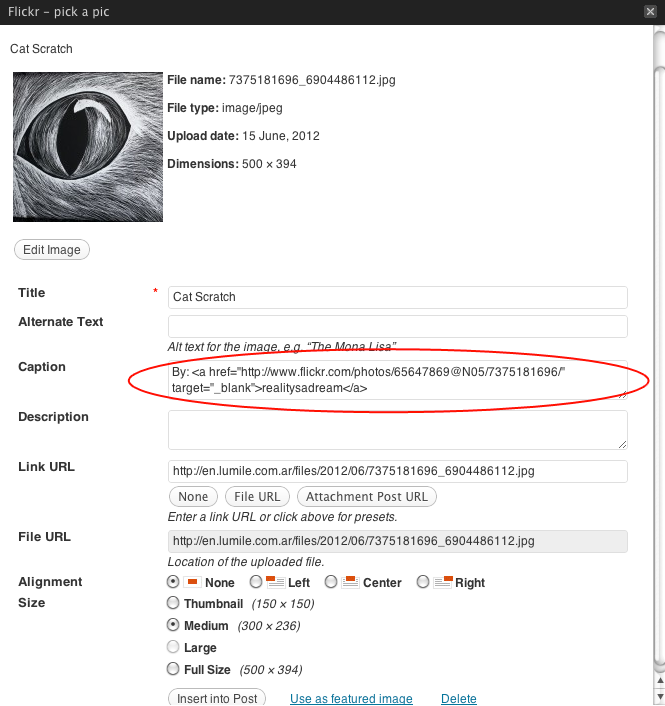 Flickr - pick a pic
Cat Scratch
File name: 7375181696_6904486112.jpg
File type: image/jpeg
Upload date: 15 June, 2012
Dimensions: 500 × 394
Edit Image
Title * Cat Scratch
Alternate Text
Alt text for the image, e.g. “The Mona Lisa”
Caption By: <a href="http://www.flickr.com/photos/65647869@N05/7375181696/"
target="_blank">realitysadream</a>
Description
Link URL http://en.lumile.com.ar/files/2012/06/7375181696_6904486112.jpg
None File URL Attachment Post URL
Enter a link URL or click above for presets.
File URL http://en.lumile.com.ar/files/2012/06/7375181696_6904486112.jpg
Location of the uploaded file.
Alignment None Left Center Right
Size Thumbnail (150 × 150)
Medium (300 × 236)
Large
Full Size (500 × 394)
Insert into Post Use as featured image Delete